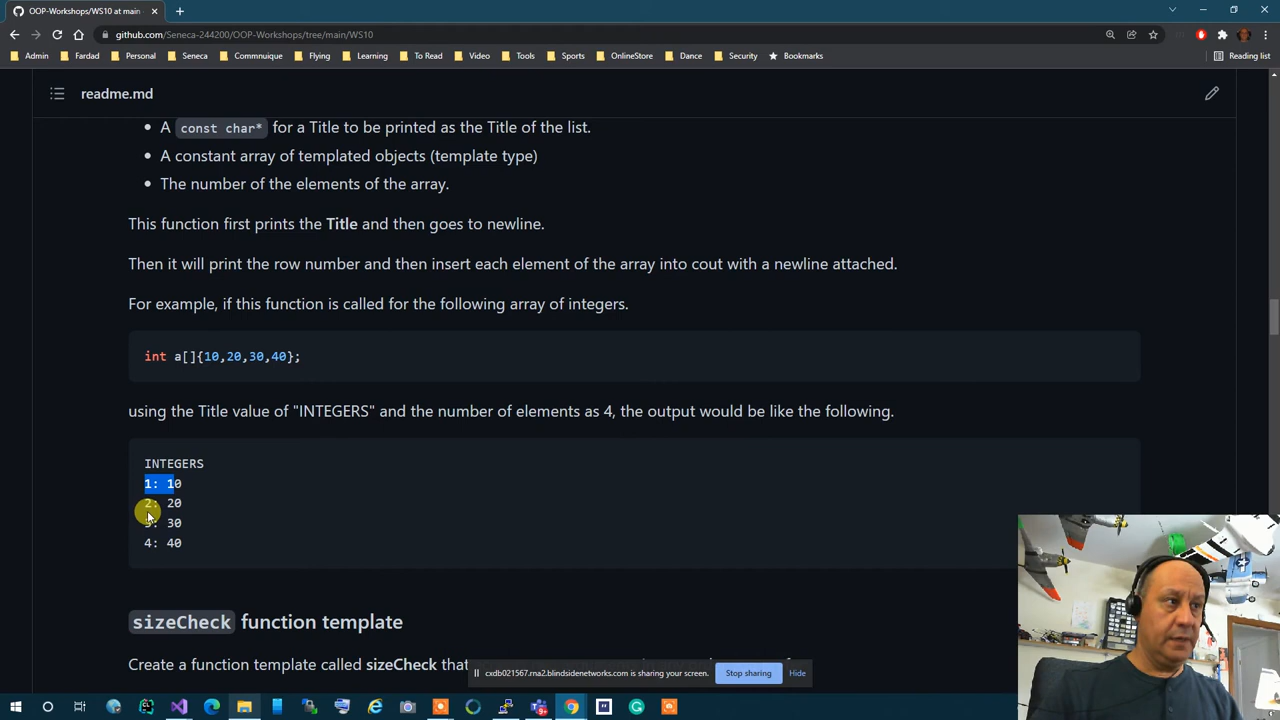 OOP-Workshops/WS10 at main
github.com/Seneca-244200/OOP-Workshops/tree/main/WS10
Admin Fardad Personal Seneca Commnuique Flying Learning To Read Video Tools Sports OnlineStore Dance Security Bookmarks Reading list
readme.md
A const char* for a Title to be printed as the Title of the list.
A constant array of templated objects (template type)
The number of the elements of the array.
This function first prints the Title and then goes to newline.
Then it will print the row number and then insert each element of the array into cout with a newline attached.
For example, if this function is called for the following array of integers.
int a[]{10,20,30,40};
using the Title value of "INTEGERS" and the number of elements as 4, the output would be like the following.
INTEGERS
1: 10
2: 20
3: 30
4: 40
sizeCheck function template
Create a function template called sizeCheck that
cxdb021567.rna2.blindsidenetworks.com is sharing your screen. Stop sharing Hide